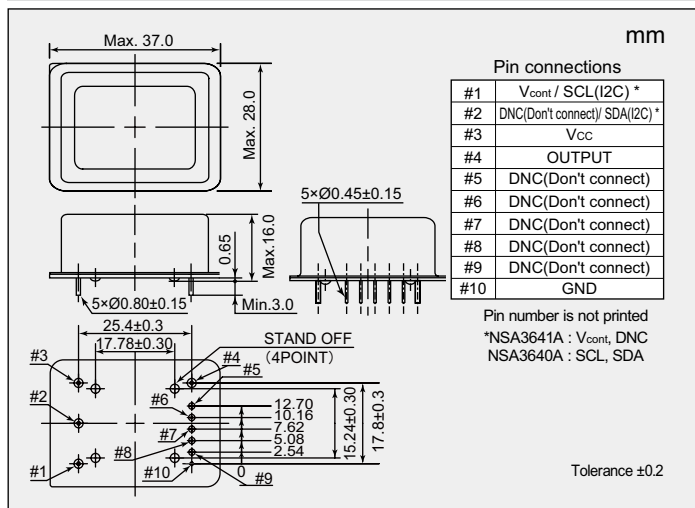 mm
Max. 37.0
Max. 28.0
5×Ø0.45±0.15
0.65
Max.16.0
5×Ø0.80±0.15
Min.3.0
25.4±0.3
17.78±0.30
STAND OFF
(4POINT)
#3
#4
#5
#2
#6
#7
#8
#1
#10
#9
12.70
10.16
7.62
5.08
2.54
0
15.24±0.30
17.8±0.3
Pin connections
#1 Vcont / SCL(I2C) *
#2 DNC(Don't connect)/ SDA(I2C) *
#3 Vcc
#4 OUTPUT
#5 DNC(Don't connect)
#6 DNC(Don't connect)
#7 DNC(Don't connect)
#8 DNC(Don't connect)
#9 DNC(Don't connect)
#10 GND
Pin number is not printed
*NSA3641A : Vcont, DNC
NSA3640A : SCL, SDA
Tolerance ±0.2